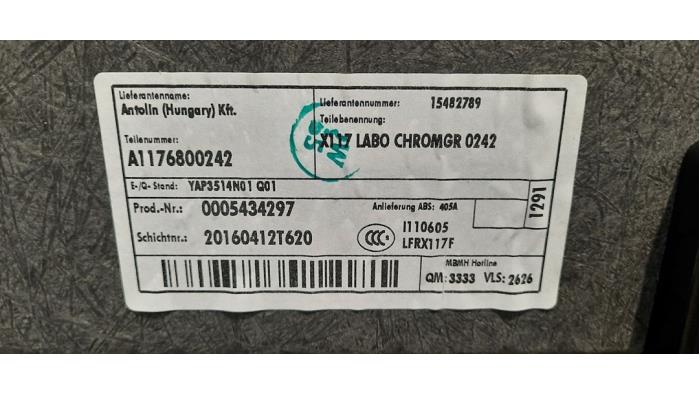 Lieferantenname:
Antolin (Hungary) Kft.
Lieferantennummer: 15482789
Teilebenennung:
X117 LABO CHROMGR 0242
Teilenummer:
A1176800242
E-/Q- Stand: YAP3514N01 Q01
Prod.-Nr.: 0005434297
Anlieferung ABS: 405A
1291
Schichtnr.: 20160412T620
CCC S
I110605
LFRX117F
MBMH Hotline
QM: 3333 VLS: 2626